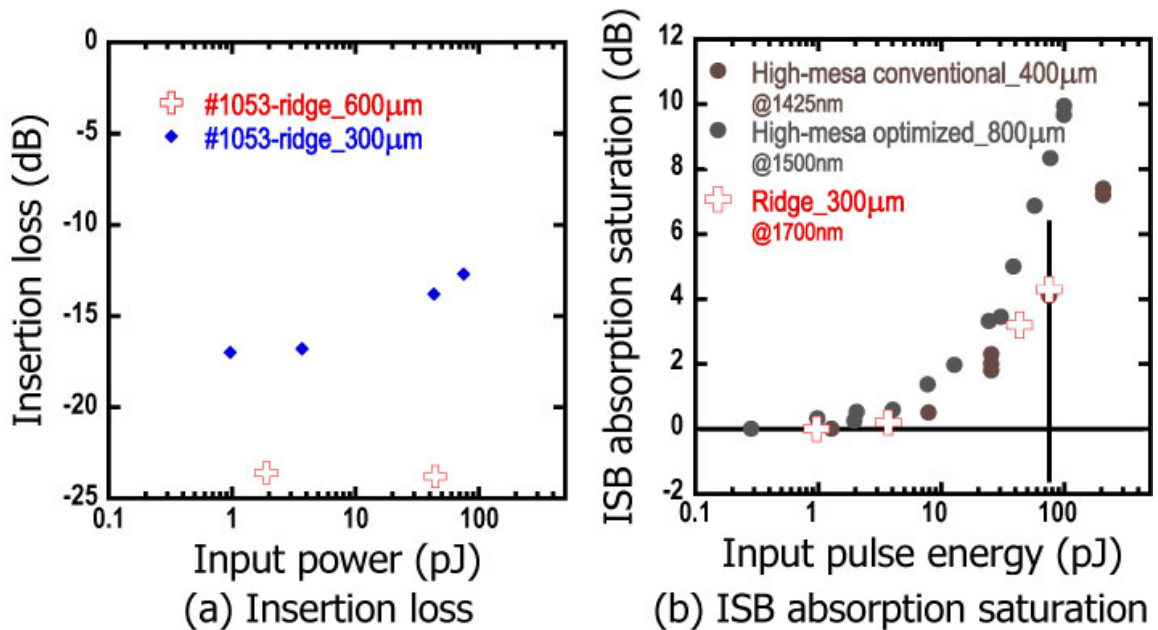 0
-5
-10
-15
-20
-25
0.1
1
10
100
Insertion loss (dB)
#1053-ridge_600μm
#1053-ridge_300μm
Input power (pJ)
(a) Insertion loss
12
10
8
6
4
2
0
-2
0.1
1
10
100
ISB absorption saturation (dB)
High-mesa conventional_400μm
@1425nm
High-mesa optimized_800μm
@1500nm
Ridge_300μm
@1700nm
Input pulse energy (pJ)
(b) ISB absorption saturation